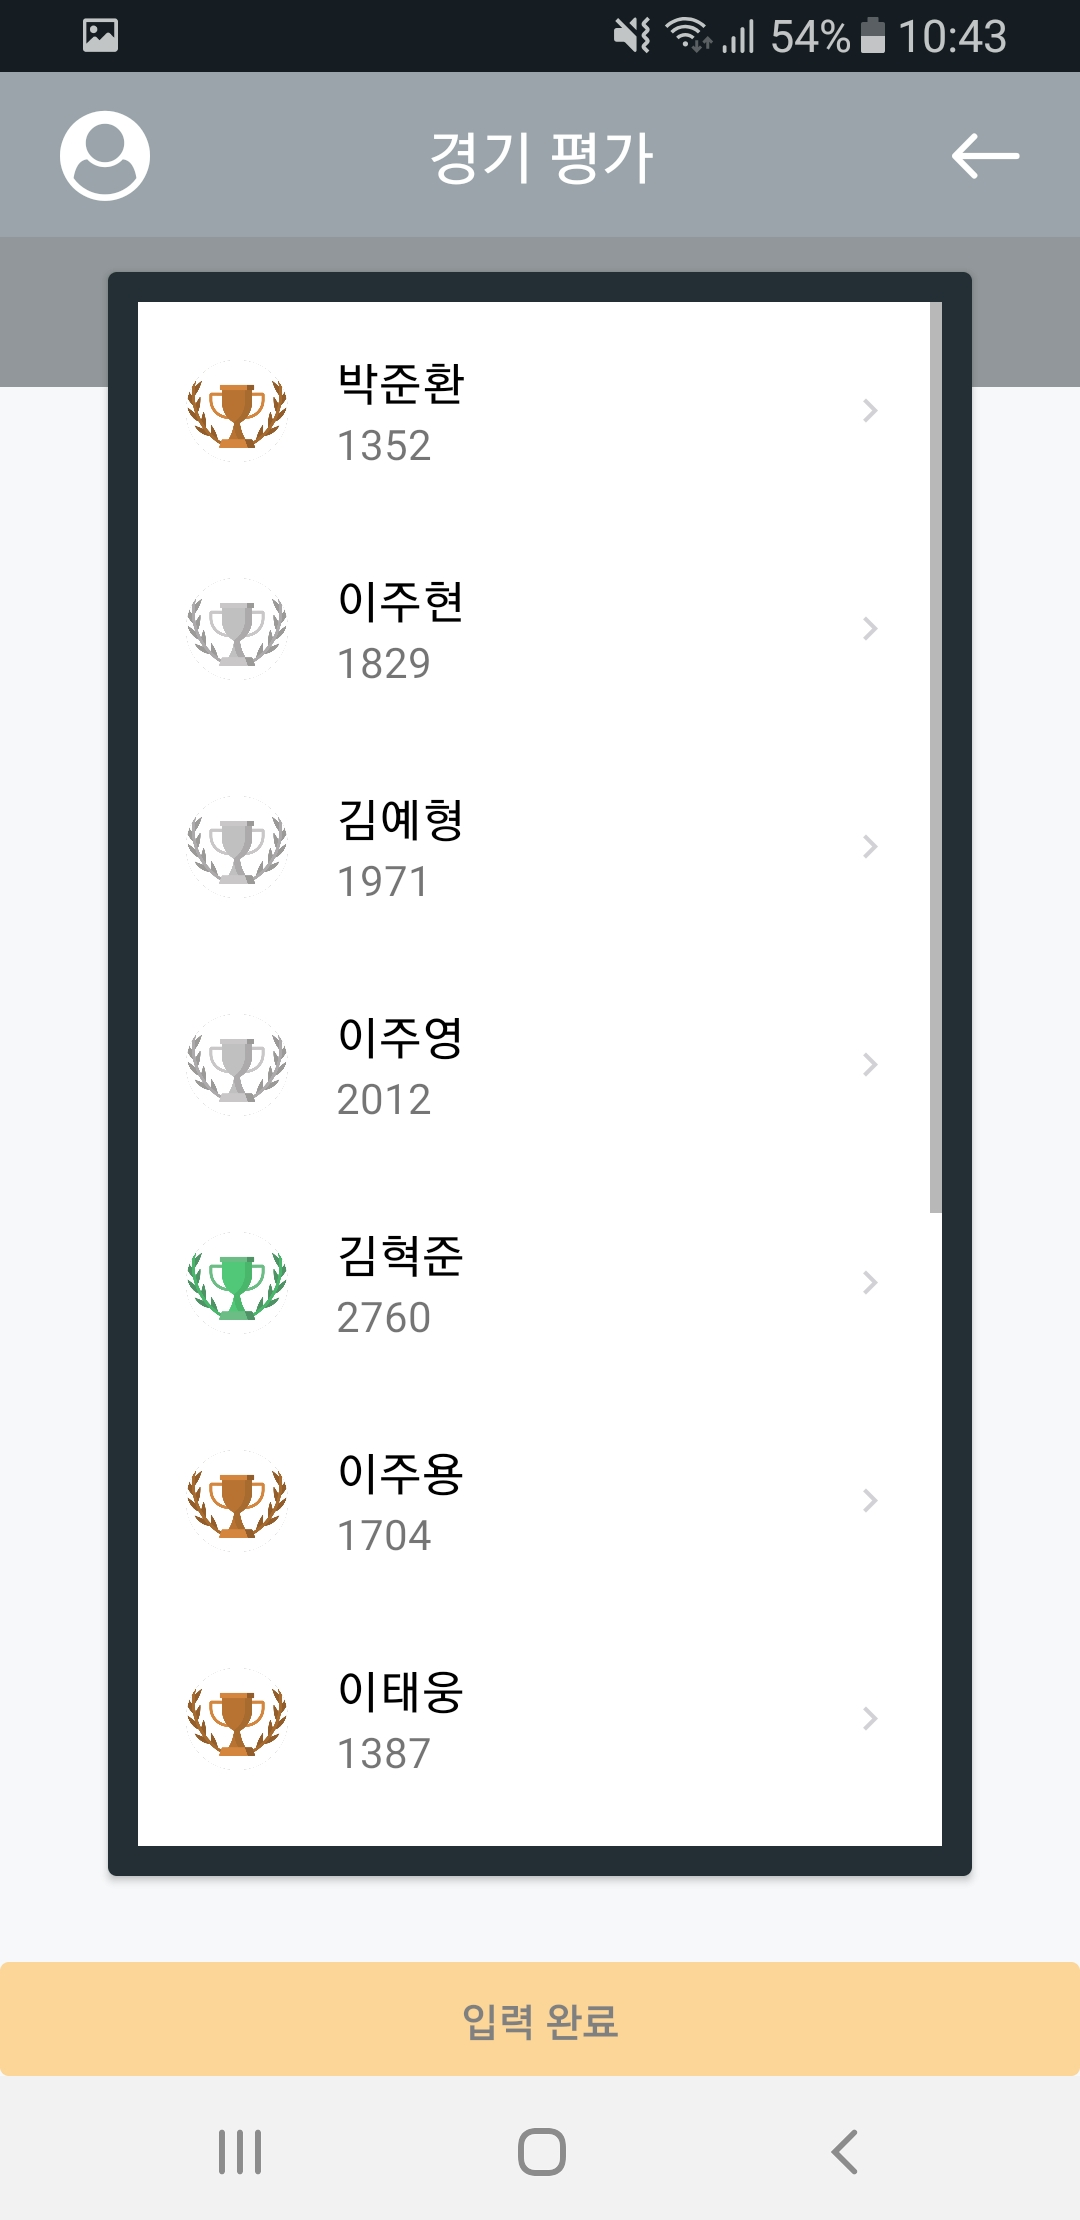 54% 10:43
경기 평가
박준환
1352
이주현
1829
김예형
1971
이주영
2012
김혁준
2760
이주용
1704
이태웅
1387
입력 완료